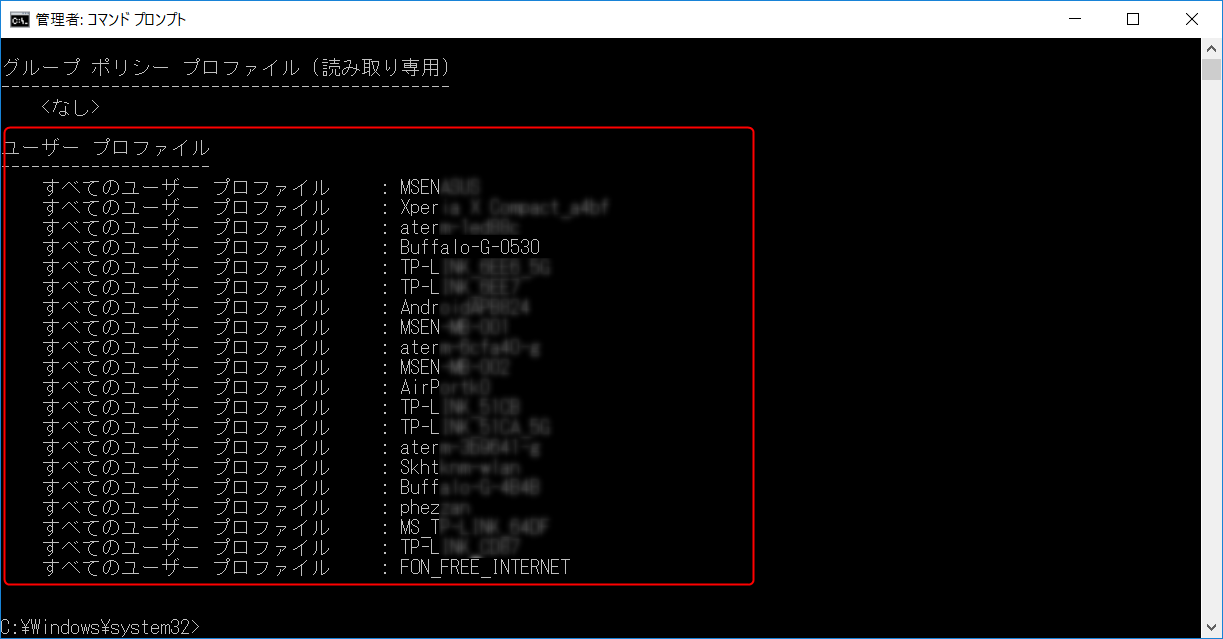 管理者: コマンド プロンプト
グループ ポリシー プロファイル (読み取り専用)
---------------------------------------------
<なし>
ユーザー プロファイル
---------------------
すべてのユーザー プロファイル : MSEN
すべてのユーザー プロファイル : Xper
すべてのユーザー プロファイル : ater
すべてのユーザー プロファイル : Buffalo-G-0530
すべてのユーザー プロファイル : TP-L
すべてのユーザー プロファイル : TP-L
すべてのユーザー プロファイル : Andr
すべてのユーザー プロファイル : MSEN
すべてのユーザー プロファイル : ater
すべてのユーザー プロファイル : MSEN
すべてのユーザー プロファイル : AirP
すべてのユーザー プロファイル : TP-L
すべてのユーザー プロファイル : TP-L
すべてのユーザー プロファイル : ater
すべてのユーザー プロファイル : Skht
すべてのユーザー プロファイル : Buff
すべてのユーザー プロファイル : phez
すべてのユーザー プロファイル : MS_T
すべてのユーザー プロファイル : TP-L
すべてのユーザー プロファイル : FON_FREE_INTERNET
C:¥Windows¥system32>